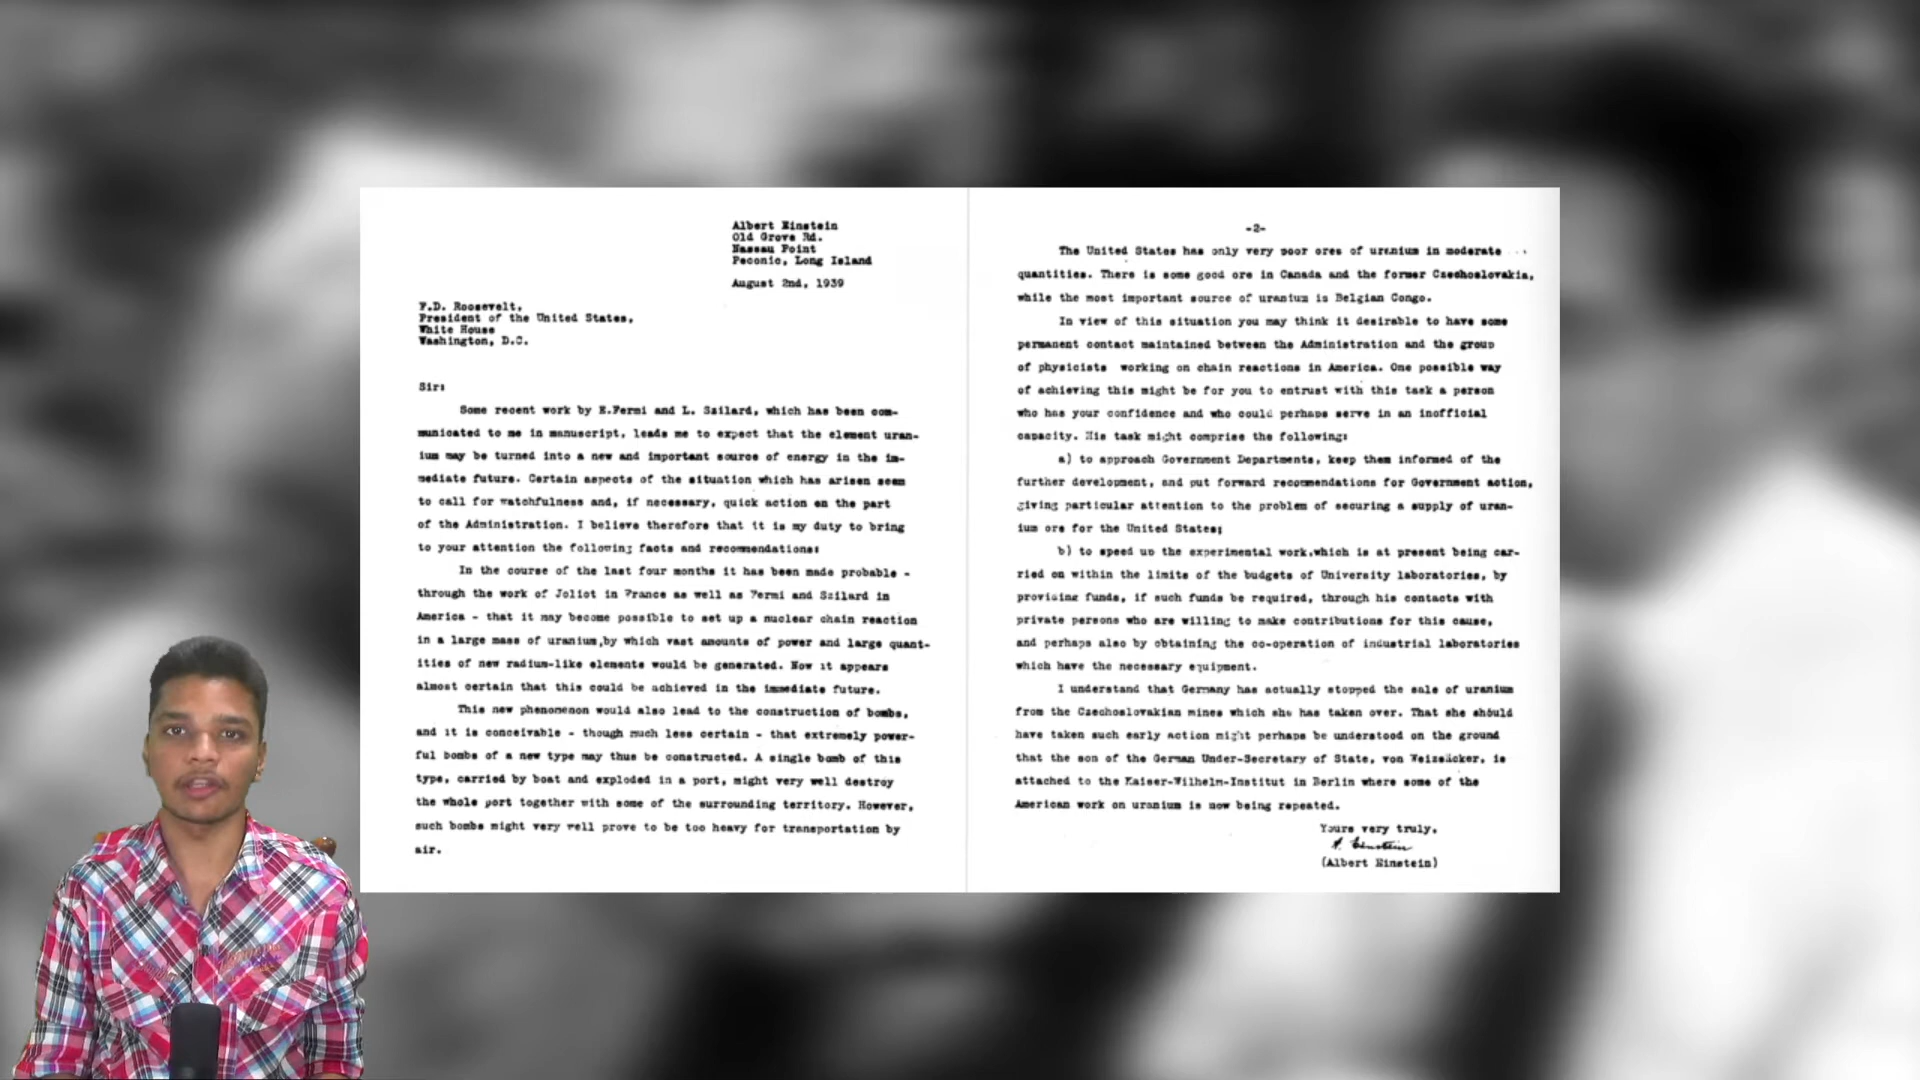 Albert Einstein
Old Grove Rd.
Nassau Point
Peconic, Long Island
August 2nd, 1939
F.D. Roosevelt,
President of the United States,
White House
Washington, D.C.
Sir:
Some recent work by E.Fermi and L. Szilard, which has been com-
municated to me in manuscript, leads me to expect that the element uran-
ium may be turned into a new and important source of energy in the im-
mediate future. Certain aspects of the situation which has arisen seem
to call for watchfulness and, if necessary, quick action on the part
of the Administration. I believe therefore that it is my duty to bring
to your attention the following facts and recommendations:
In the course of the last four months it has been made probable -
through the work of Joliot in France as well as Fermi and Szilard in
America - that it may become possible to set up a nuclear chain reaction
in a large mass of uranium,by which vast amounts of power and large quant-
ities of new radium-like elements would be generated. Now it appears
almost certain that this could be achieved in the immediate future.
This new phenomenon would also lead to the construction of bombs,
and it is conceivable - though much less certain - that extremely power-
ful bombs of a new type may thus be constructed. A single bomb of this
type, carried by boat and exploded in a port, might very well destroy
the whole port together with some of the surrounding territory. However,
such bombs might very well prove to be too heavy for transportation by
air.
-2-
The United States has only very poor ores of uranium in moderate
quantities. There is some good ore in Canada and the former Czechoslovakia,
while the most important source of uranium is Belgian Congo.
In view of this situation you may think it desirable to have some
permanent contact maintained between the Administration and the group
of physicists working on chain reactions in America. One possible way
of achieving this might be for you to entrust with this task a person
who has your confidence and who could perhaps serve in an inofficial
capacity. His task might comprise the following:
a) to approach Government Departments, keep them informed of the
further development, and put forward recommendations for Government action,
giving particular attention to the problem of securing a supply of uran-
ium ore for the United States;
b) to speed up the experimental work,which is at present being car-
ried on within the limits of the budgets of University laboratories, by
providing funds, if such funds be required, through his contacts with
private persons who are willing to make contributions for this cause,
and perhaps also by obtaining the co-operation of industrial laboratories
which have the necessary equipment.
I understand that Germany has actually stopped the sale of uranium
from the Czechoslovakian mines which she has taken over. That she should
have taken such early action might perhaps be understood on the ground
that the son of the German Under-Secretary of State, von Weizsäcker, is
attached to the Kaiser-Wilhelm-Institut in Berlin where some of the
American work on uranium is now being repeated.
Yours very truly,
A. Einstein
(Albert Einstein)